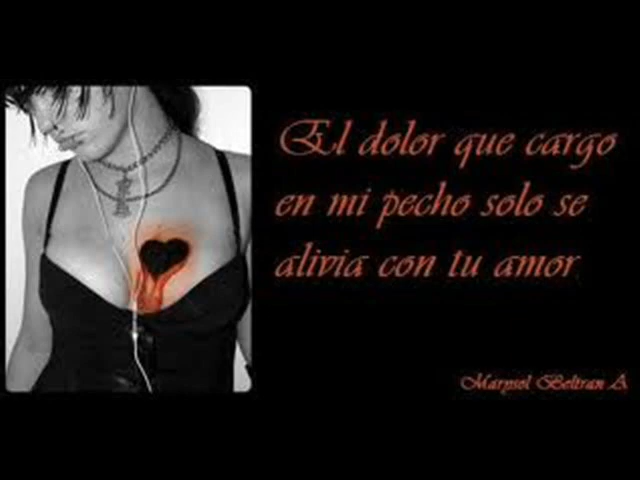 El dolor que cargo
en mi pecho solo se
alivia con tu amor
Marysol Beltran A